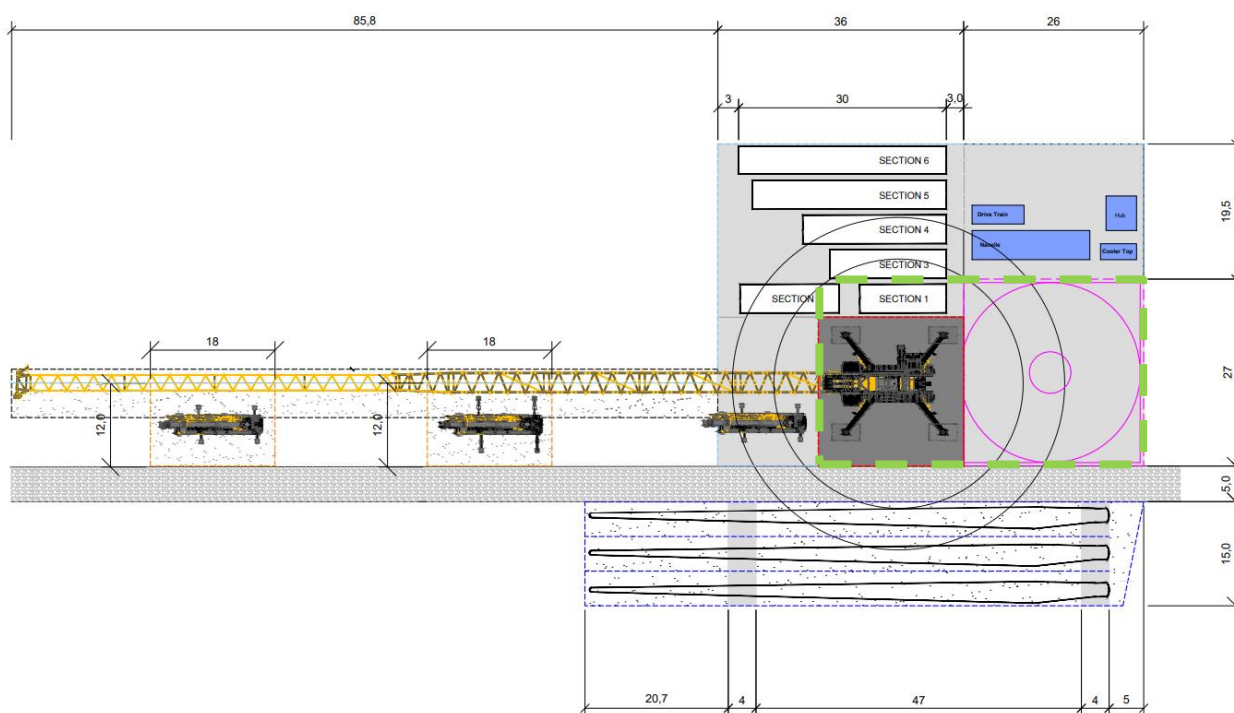 85,8
36
26
3
30
3,0
SECTION 6
SECTION 5
SECTION 4
SECTION 3
SECTION
SECTION 1
Drive Train
Hub
Nacelle
Cooler Top
19,5
18
18
12,0
12,0
27
5,0
15,0
20,7
4
47
4
5